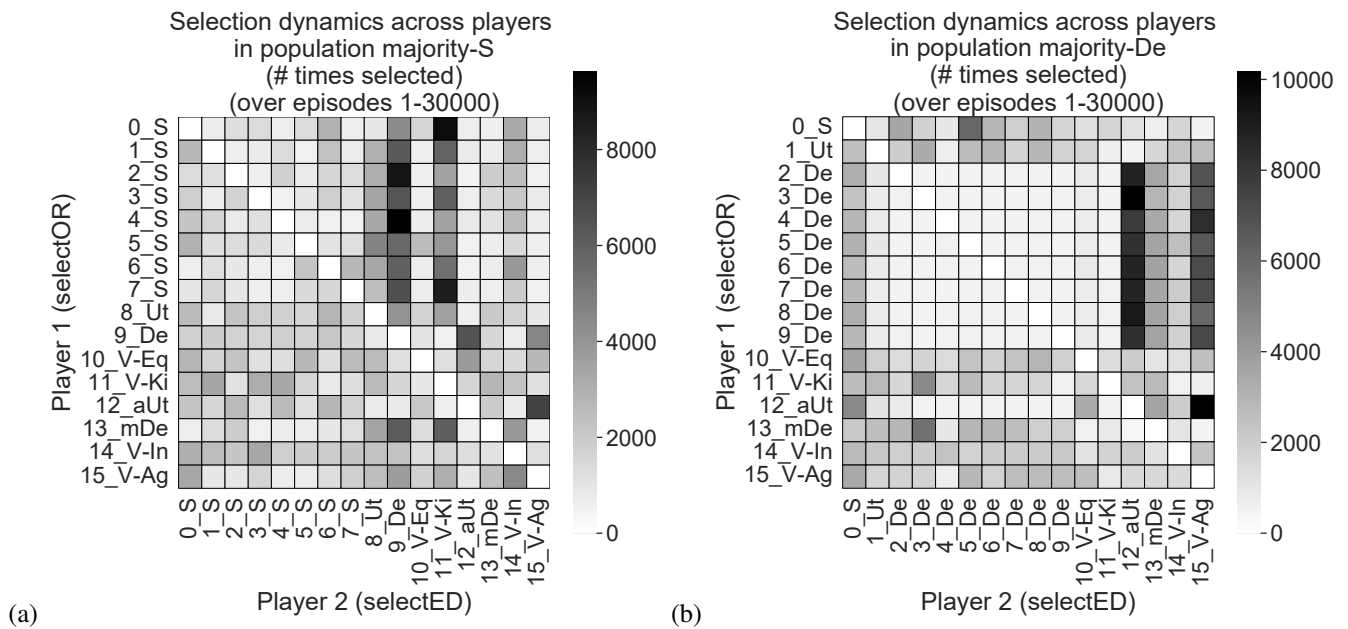 Selection dynamics across players
in population majority-S
(# times selected)
(over episodes 1-30000)
Player 1 (selectOR)
0_S
1_S
2_S
3_S
4_S
5_S
6_S
7_S
8_Ut
9_De
10_V-Eq
11_V-Ki
12_aUt
13_mDe
14_V-In
15_V-Ag
0_S
1_S
2_S
3_S
4_S
5_S
6_S
7_S
8_Ut
9_De
10_V-Eq
11_V-Ki
12_aUt
13_mDe
14_V-In
15_V-Ag
Player 2 (selectED)
8000
6000
4000
2000
0
(a)
Selection dynamics across players
in population majority-De
(# times selected)
(over episodes 1-30000)
Player 1 (selectOR)
0_S
1_Ut
2_De
3_De
4_De
5_De
6_De
7_De
8_De
9_De
10_V-Eq
11_V-Ki
12_aUt
13_mDe
14_V-In
15_V-Ag
0_S
1_Ut
2_De
3_De
4_De
5_De
6_De
7_De
8_De
9_De
10_V-Eq
11_V-Ki
12_aUt
13_mDe
14_V-In
15_V-Ag
Player 2 (selectED)
10000
8000
6000
4000
2000
0
(b)